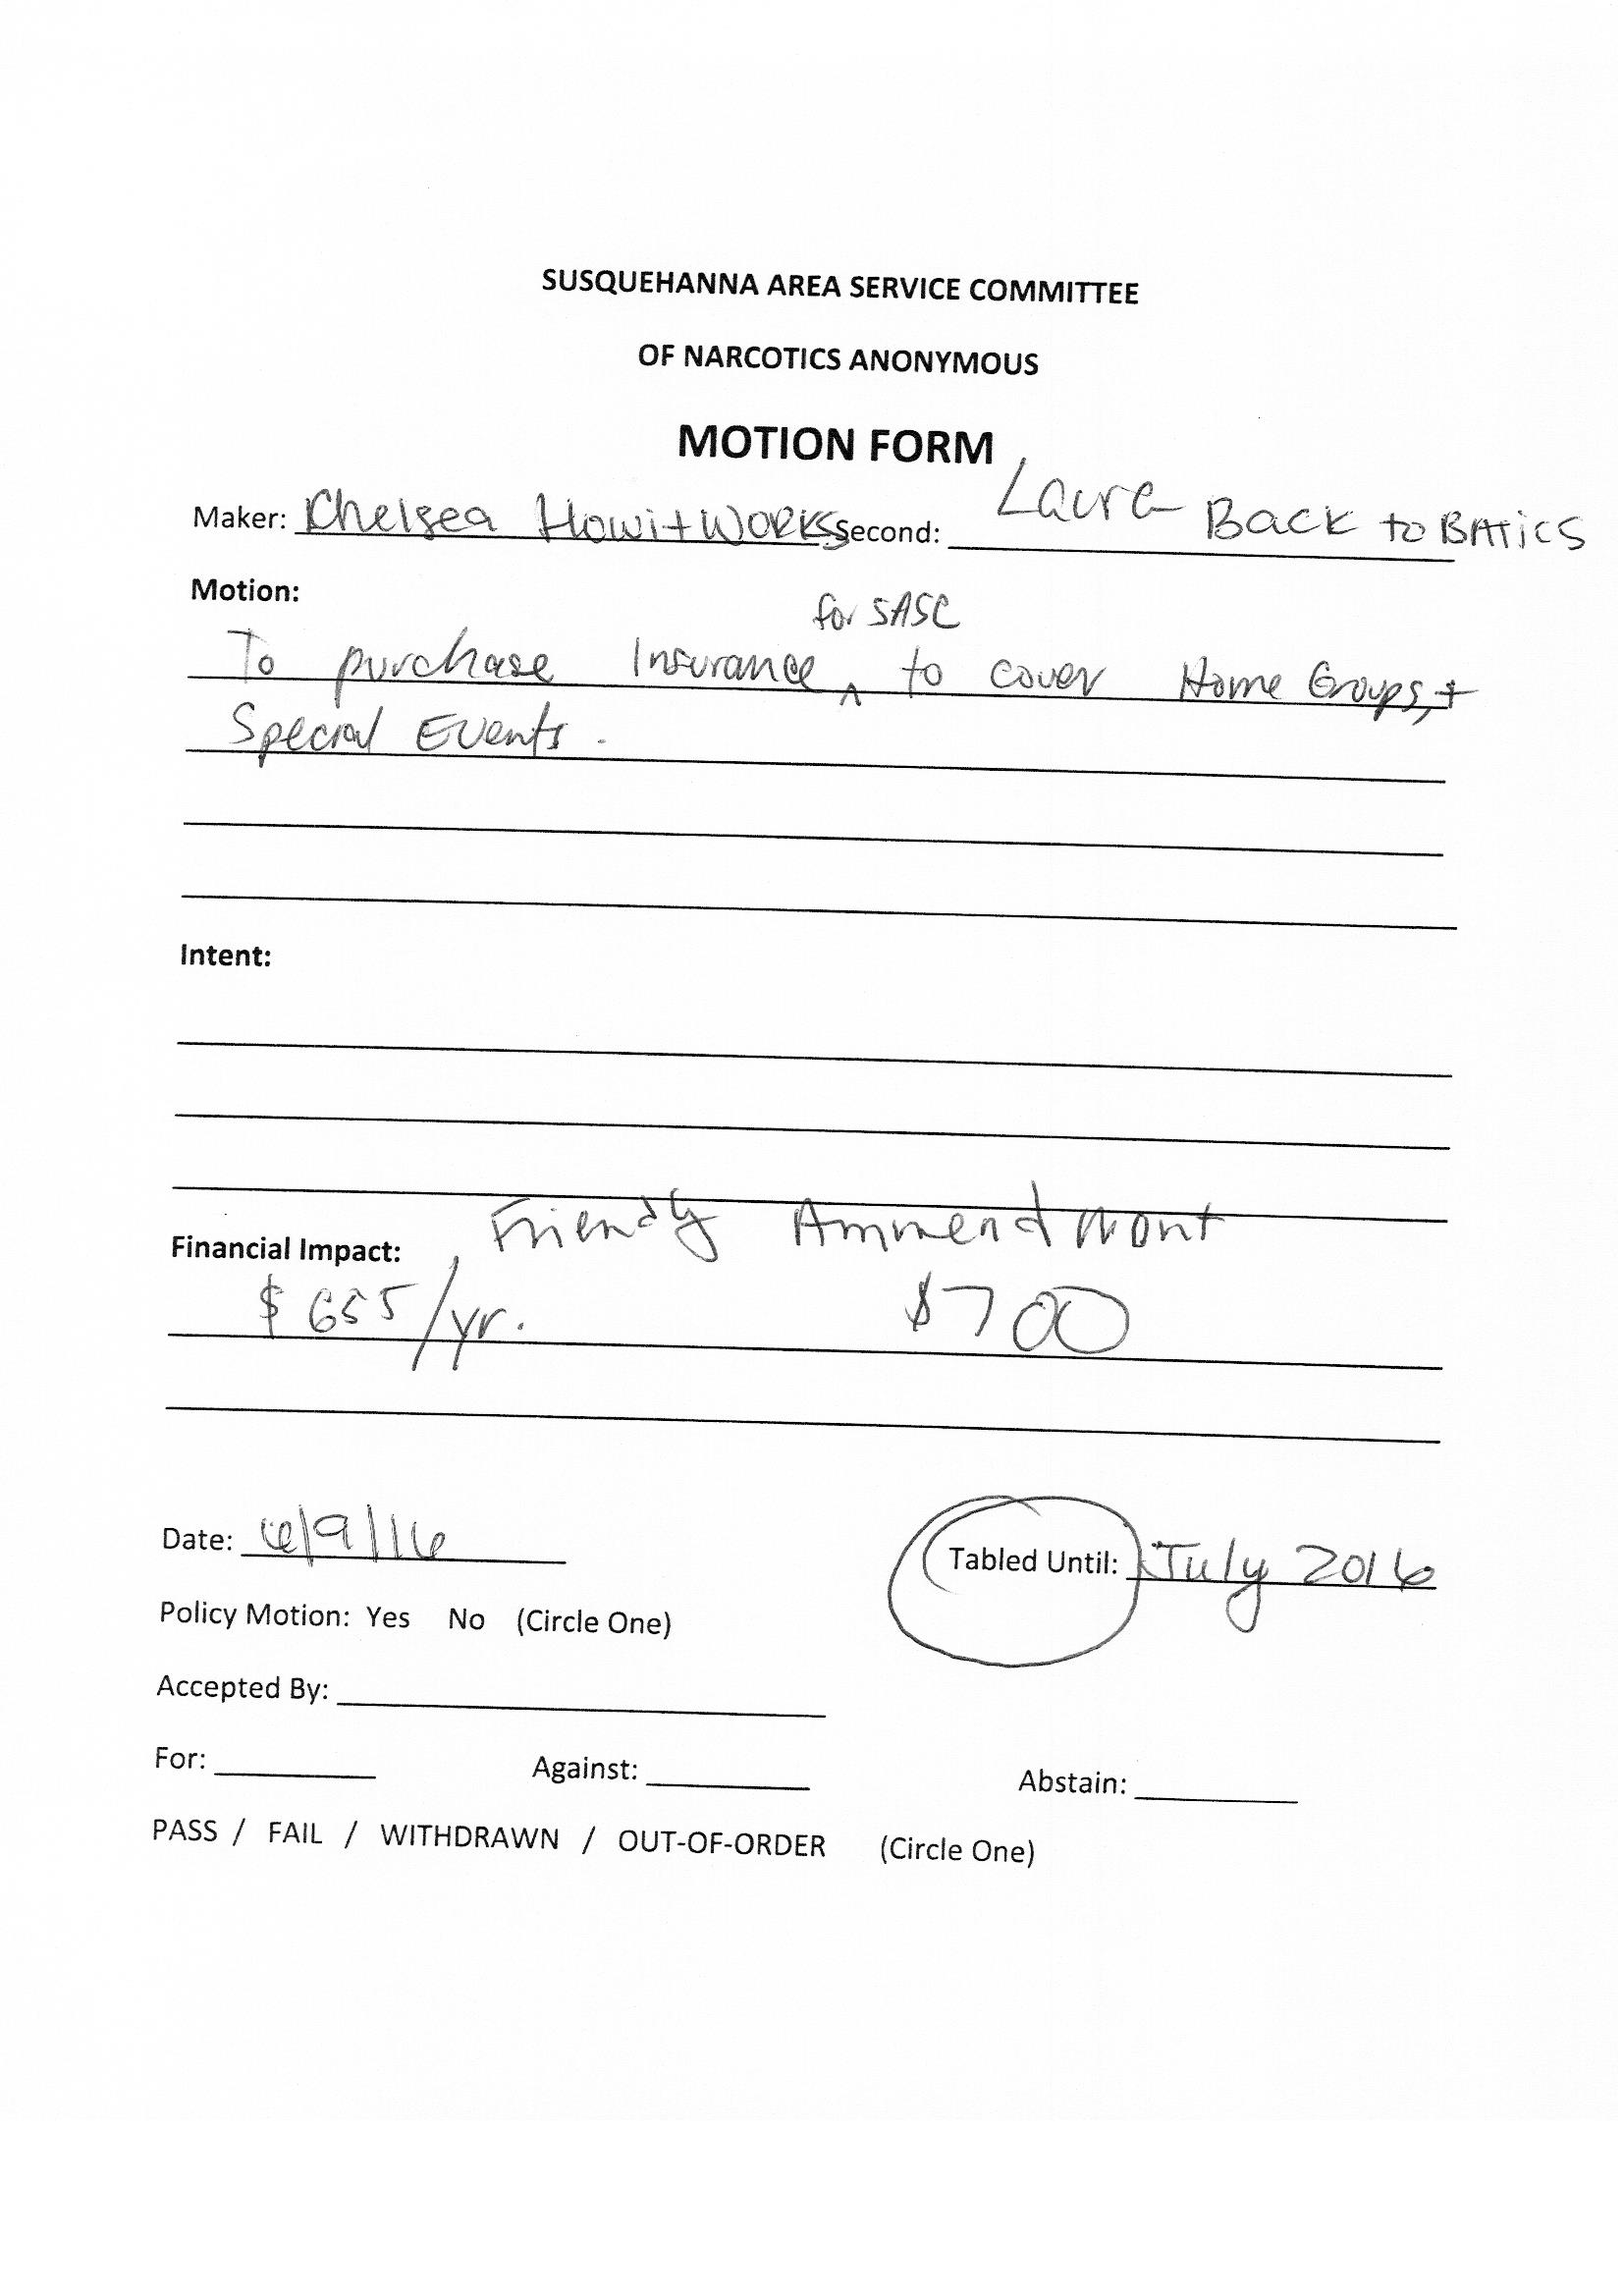 SUSQUEHANNA AREA SERVICE COMMITTEE
OF NARCOTICS ANONYMOUS
MOTION FORM
Maker: Chelsea HowitWorks Second: Laura Back to BAsics
Motion:
for SASC
To purchase Insurance ^ to cover Home Groups, +
Special Events.
Intent:
Friendly Ammendment
Financial Impact:
$655/yr. $700
Date: 6/9/16 Tabled Until: July 2016
Policy Motion: Yes No (Circle One)
Accepted By:
For: Against: Abstain:
PASS / FAIL / WITHDRAWN / OUT-OF-ORDER (Circle One)